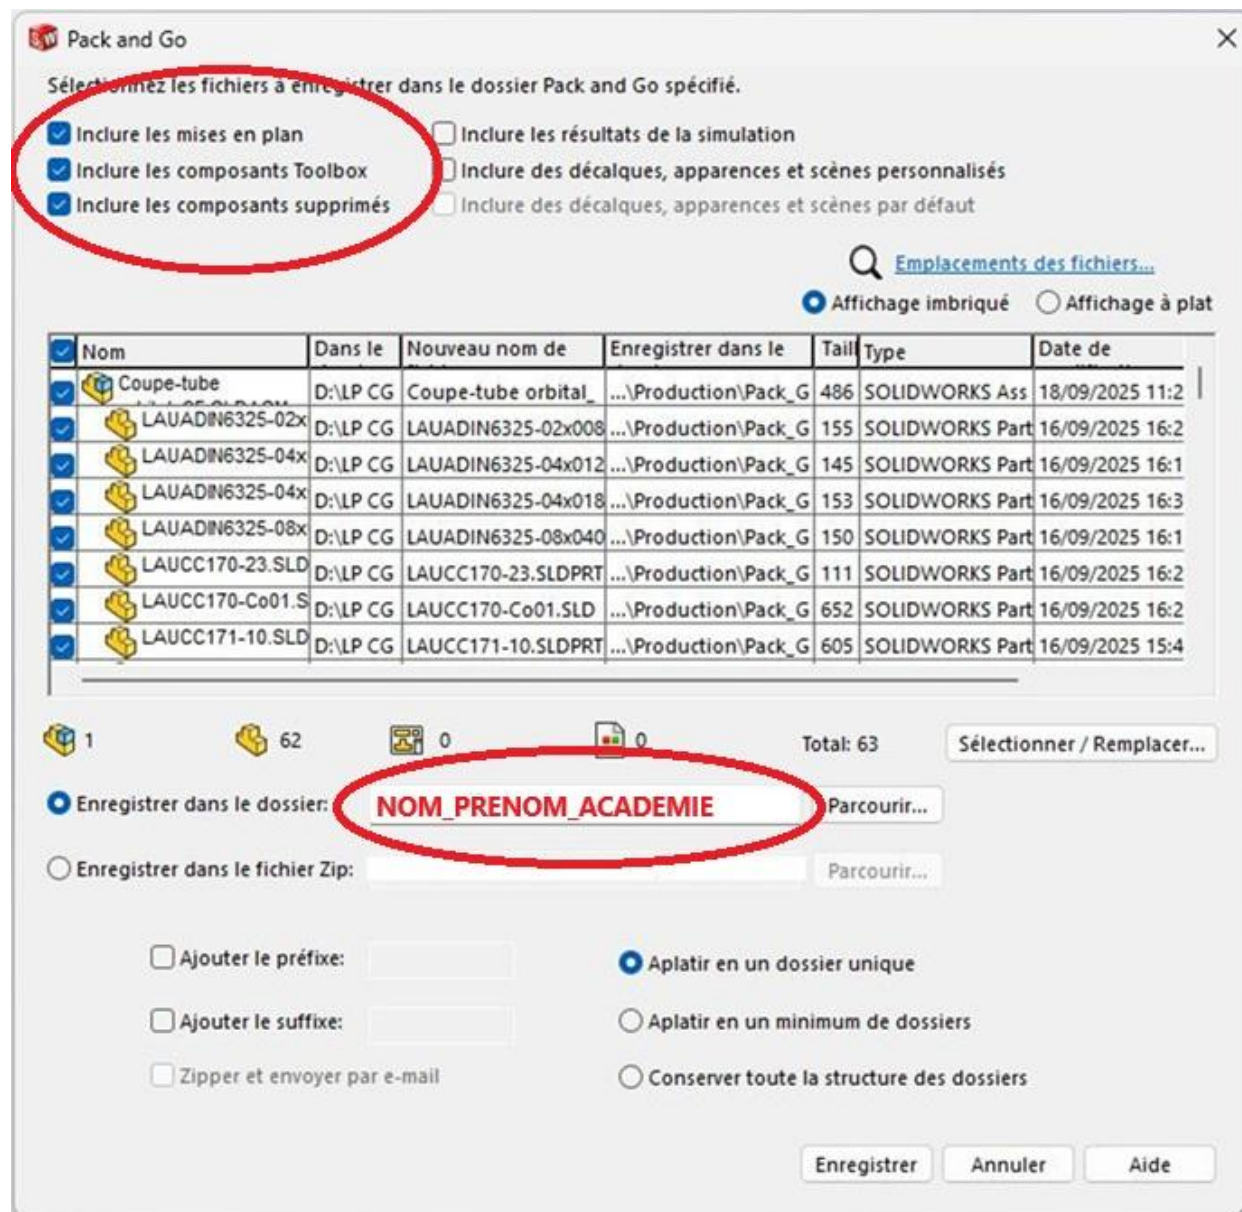 Pack and Go
Sélectionnez les fichiers à enregistrer dans le dossier Pack and Go spécifié.
Inclure les mises en plan
Inclure les résultats de la simulation
Inclure les composants Toolbox
Inclure des décalques, apparences et scènes personnalisés
Inclure les composants supprimés
Inclure des décalques, apparences et scènes par défaut
Emplacements des fichiers...
Affichage imbriqué Affichage à plat
Nom Dans le Nouveau nom de Enregistrer dans le Taill Type Date de
Coupe-tube D:\LP CG Coupe-tube orbital_ ...\Production\Pack_G 486 SOLIDWORKS Ass 18/09/2025 11:2
LAUADIN6325-02x D:\LP CG LAUADIN6325-02x008 ...\Production\Pack_G 155 SOLIDWORKS Part 16/09/2025 16:2
LAUADIN6325-04x D:\LP CG LAUADIN6325-04x012 ...\Production\Pack_G 145 SOLIDWORKS Part 16/09/2025 16:1
LAUADIN6325-04x D:\LP CG LAUADIN6325-04x018 ...\Production\Pack_G 153 SOLIDWORKS Part 16/09/2025 16:3
LAUADIN6325-08x D:\LP CG LAUADIN6325-08x040 ...\Production\Pack_G 150 SOLIDWORKS Part 16/09/2025 16:1
LAUCC170-23.SLD D:\LP CG LAUCC170-23.SLDPRT ...\Production\Pack_G 111 SOLIDWORKS Part 16/09/2025 16:2
LAUCC170-Co01.S D:\LP CG LAUCC170-Co01.SLD ...\Production\Pack_G 652 SOLIDWORKS Part 16/09/2025 16:2
LAUCC171-10.SLD D:\LP CG LAUCC171-10.SLDPRT ...\Production\Pack_G 605 SOLIDWORKS Part 16/09/2025 15:4
1 62 0 0 Total: 63 Sélectionner / Remplacer...
Enregistrer dans le dossier: NOM_PRENOM_ACADEMIE Parcourir...
Enregistrer dans le fichier Zip: Parcourir...
Ajouter le préfixe: Aplatir en un dossier unique
Ajouter le suffixe: Aplatir en un minimum de dossiers
Zipper et envoyer par e-mail Conserver toute la structure des dossiers
Enregistrer Annuler Aide